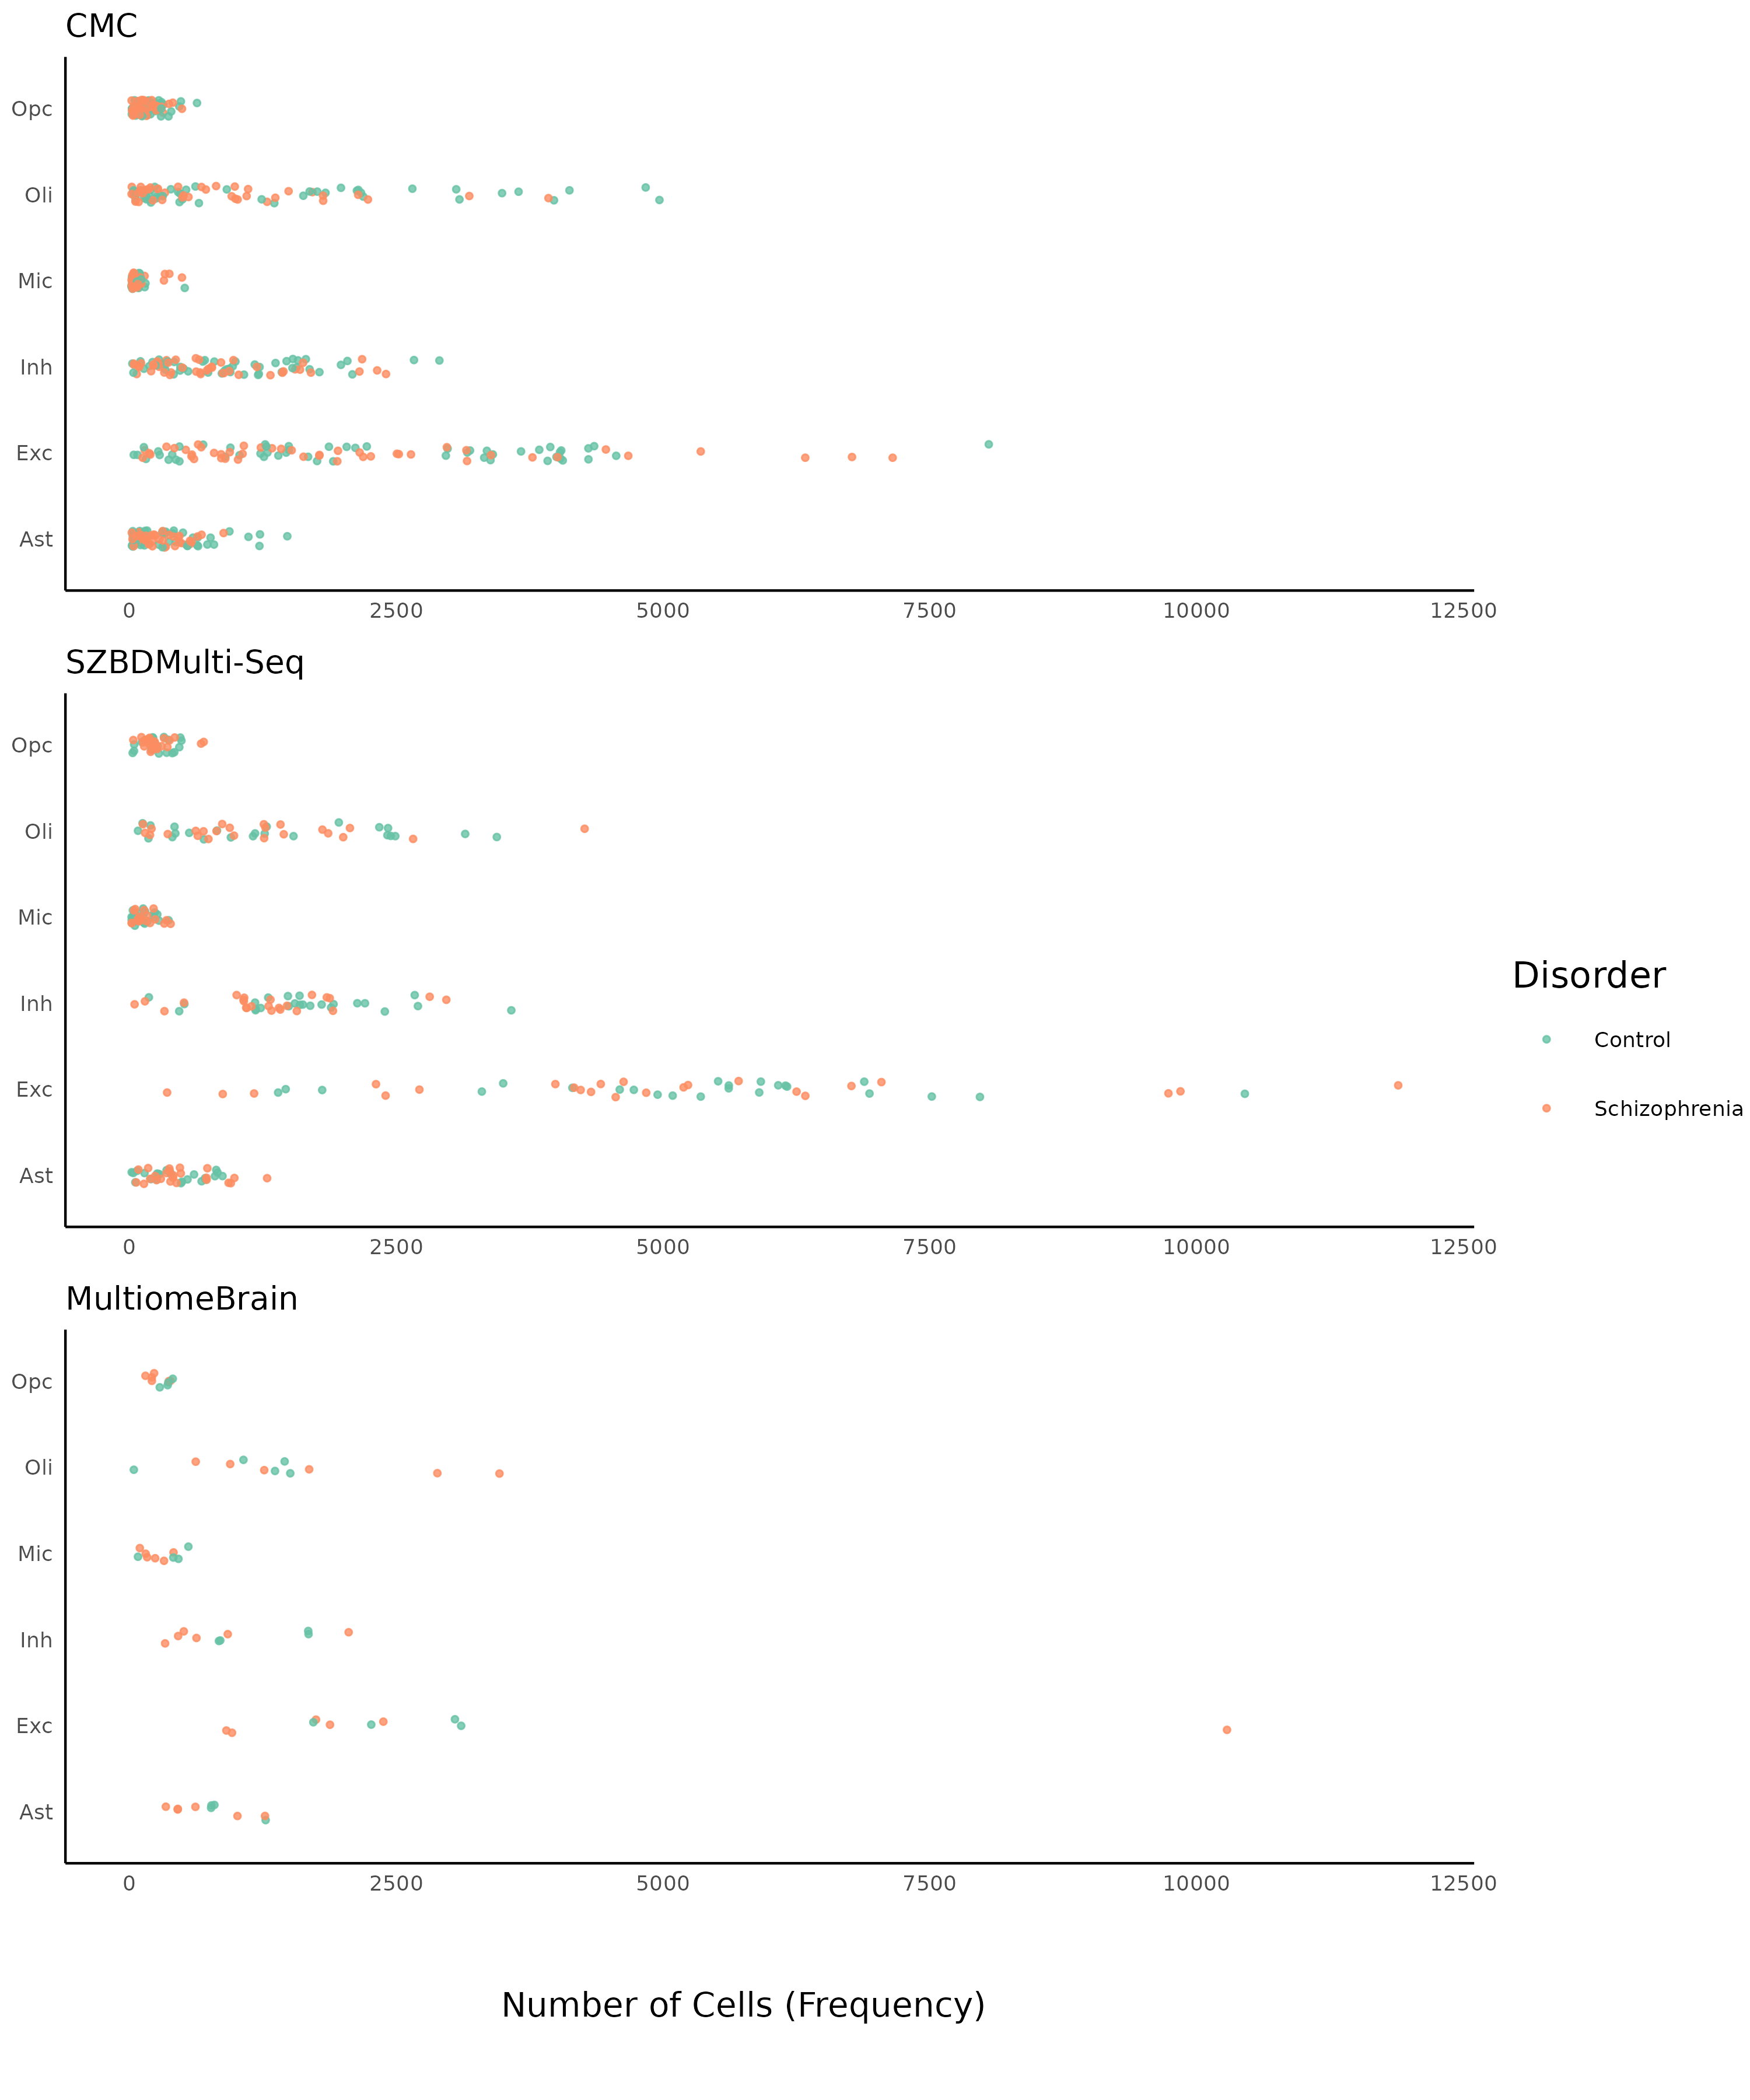 CMC
Opc
Oli
Mic
Inh
Exc
Ast
0 2500 5000 7500 10000 12500
SZBDMulti-Seq
Opc
Oli
Mic
Inh
Exc
Ast
0 2500 5000 7500 10000 12500
Disorder
Control
Schizophrenia
MultiomeBrain
Opc
Oli
Mic
Inh
Exc
Ast
0 2500 5000 7500 10000 12500
Number of Cells (Frequency)